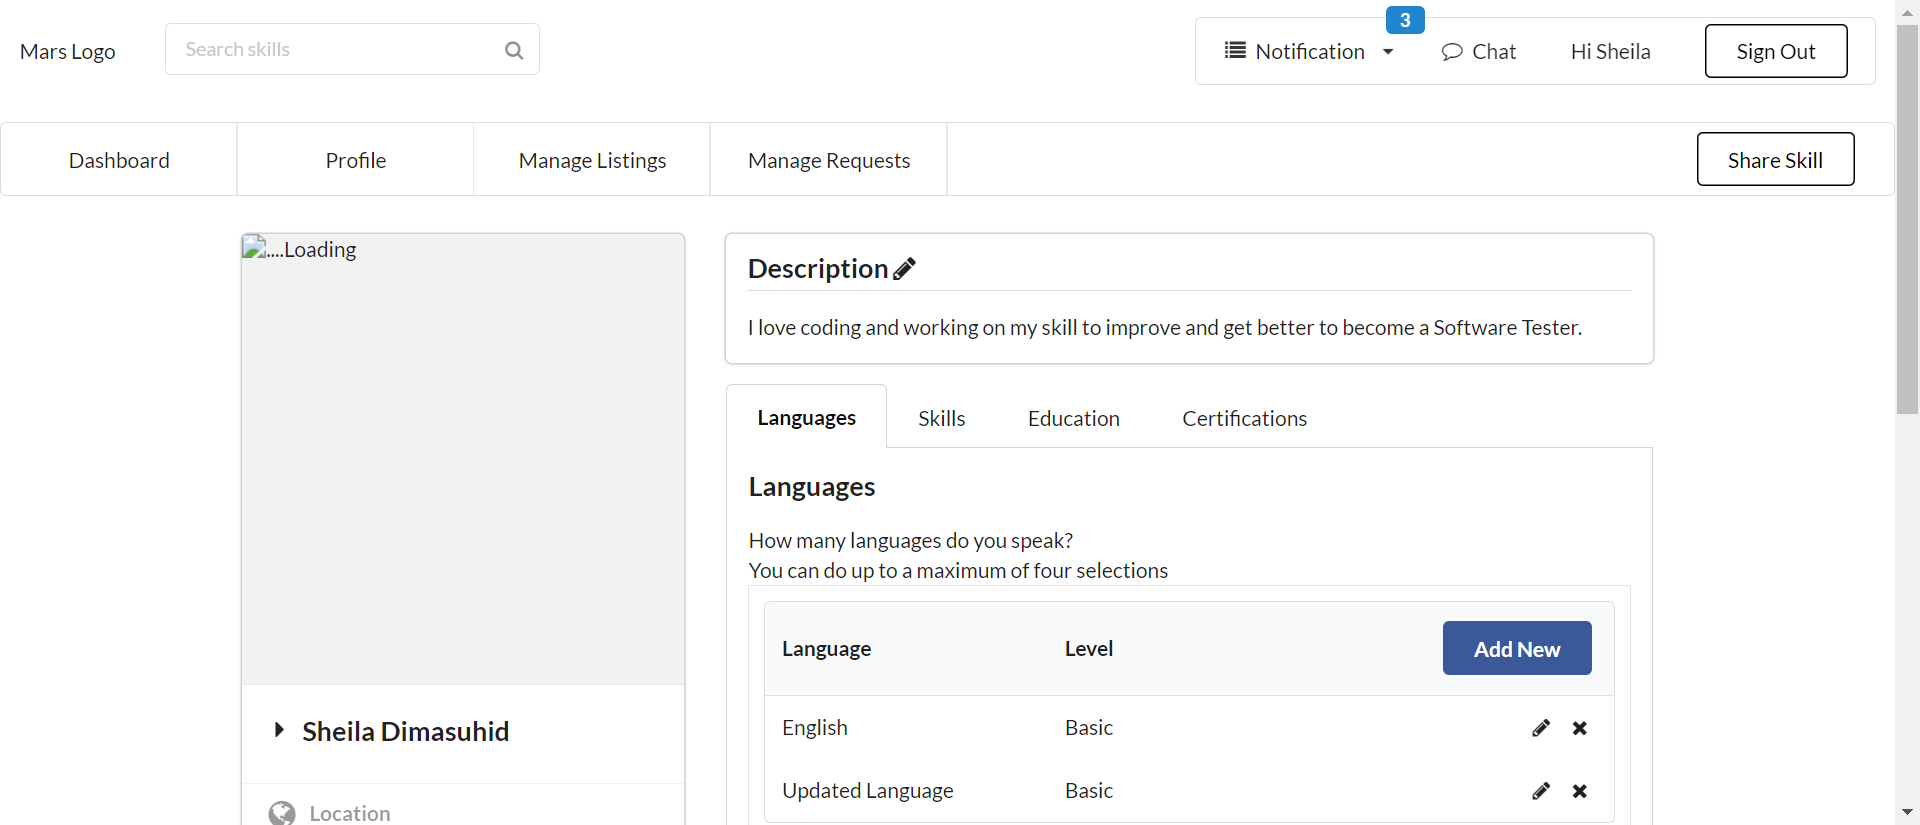 Mars Logo
Search skills
3
Notification
Chat
Hi Sheila
Sign Out
Dashboard
Profile
Manage Listings
Manage Requests
Share Skill
....Loading
Sheila Dimasuhid
Location
Description
I love coding and working on my skill to improve and get better to become a Software Tester.
Languages
Skills
Education
Certifications
Languages
How many languages do you speak?
You can do up to a maximum of four selections
Language Level Add New
English Basic
Updated Language Basic